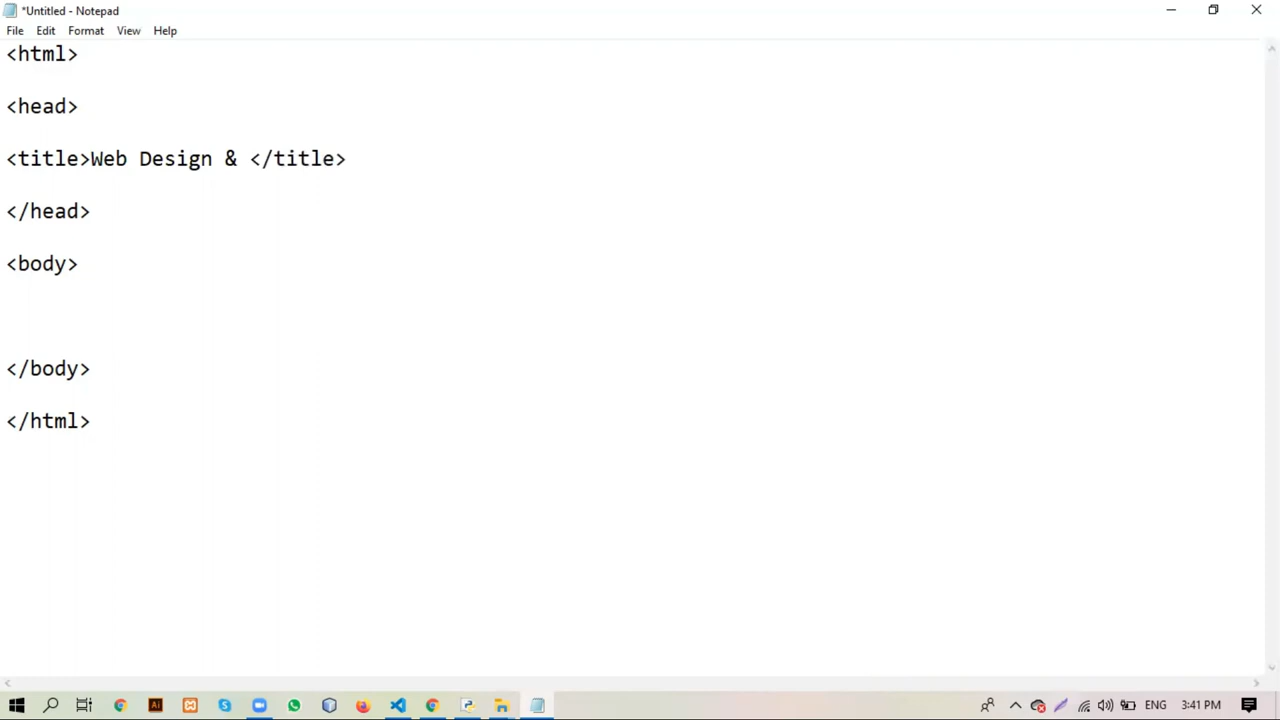 *Untitled - Notepad
File Edit Format View Help
<html>
<head>
<title>Web Design & </title>
</head>
<body>
</body>
</html>
Ai
ENG
3:41 PM